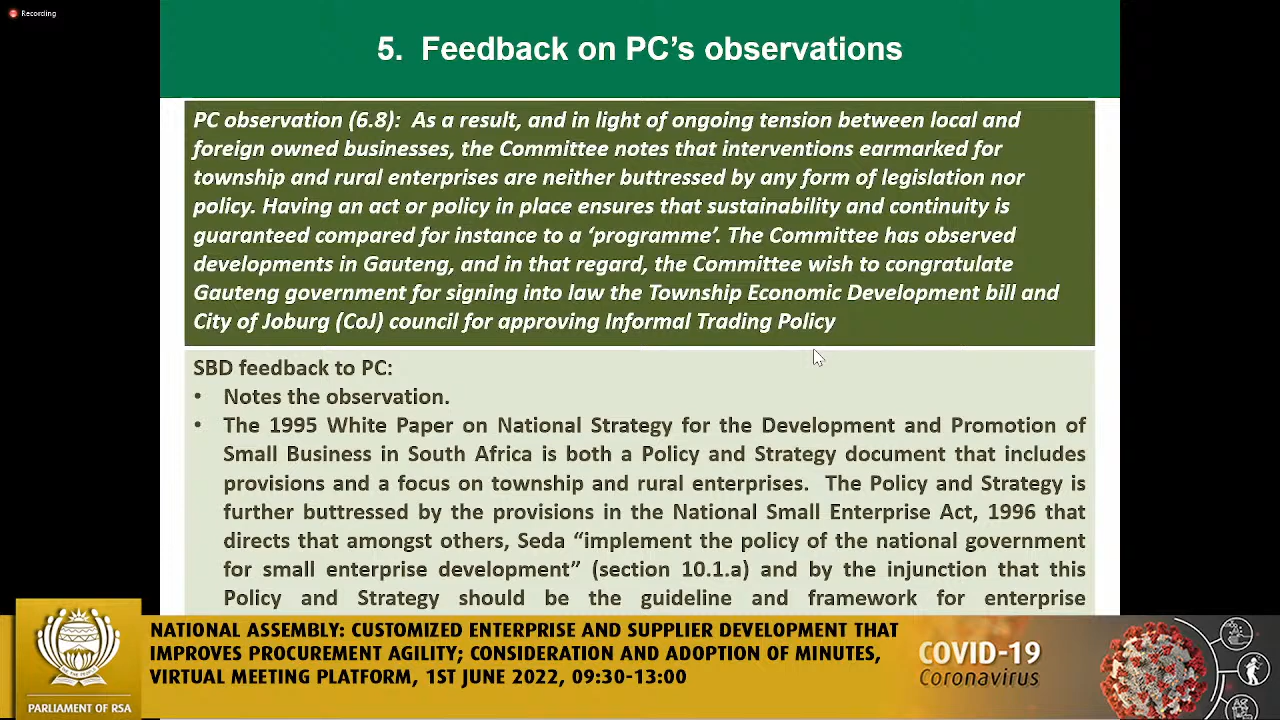 Recording
5. Feedback on PC's observations
PC observation (6.8): As a result, and in light of ongoing tension between local and
foreign owned businesses, the Committee notes that interventions earmarked for
township and rural enterprises are neither buttressed by any form of legislation nor
policy. Having an act or policy in place ensures that sustainability and continuity is
guaranteed compared for instance to a ‘programme’. The Committee has observed
developments in Gauteng, and in that regard, the Committee wish to congratulate
Gauteng government for signing into law the Township Economic Development bill and
City of Joburg (CoJ) council for approving Informal Trading Policy
SBD feedback to PC:
• Notes the observation.
• The 1995 White Paper on National Strategy for the Development and Promotion of
Small Business in South Africa is both a Policy and Strategy document that includes
provisions and a focus on township and rural enterprises. The Policy and Strategy is
further buttressed by the provisions in the National Small Enterprise Act, 1996 that
directs that amongst others, Seda “implement the policy of the national government
for small enterprise development” (section 10.1.a) and by the injunction that this
Policy and Strategy should be the guideline and framework for enterprise
NATIONAL ASSEMBLY: CUSTOMIZED ENTERPRISE AND SUPPLIER DEVELOPMENT THAT
IMPROVES PROCUREMENT AGILITY; CONSIDERATION AND ADOPTION OF MINUTES,
VIRTUAL MEETING PLATFORM, 1ST JUNE 2022, 09:30-13:00
PARLIAMENT OF RSA
COVID-19
Coronavirus